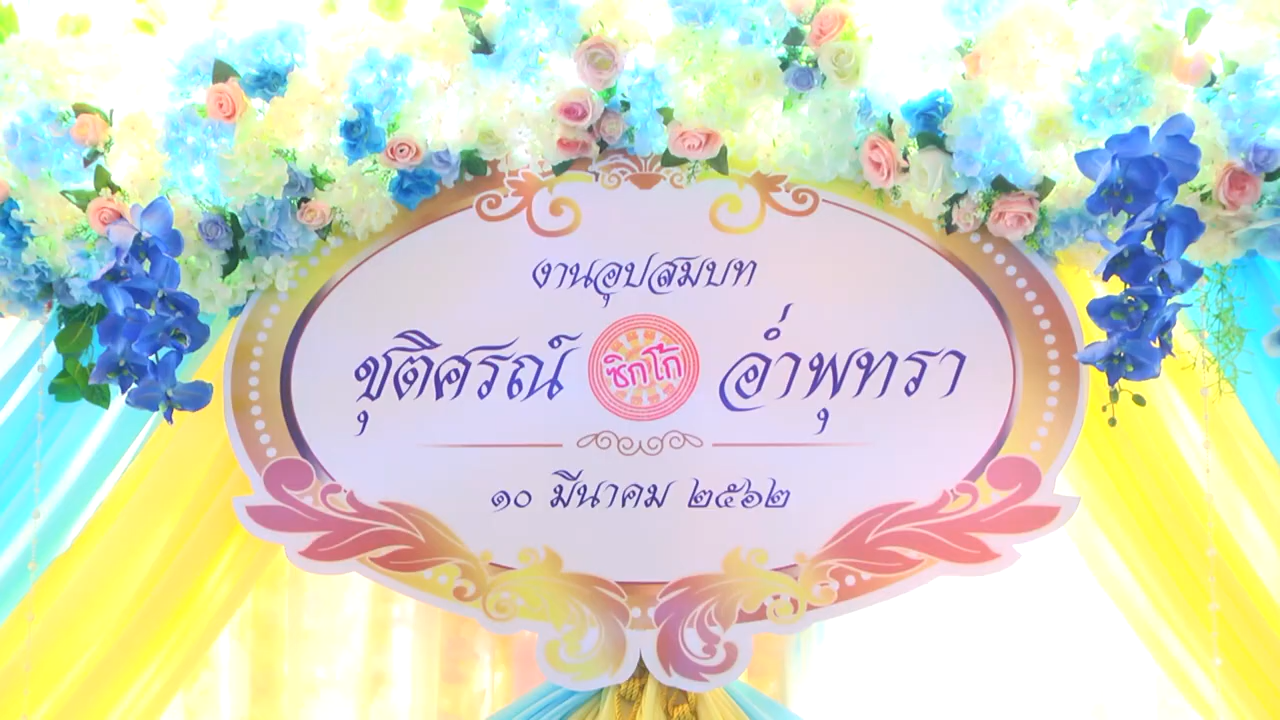 งานอุปสมบท
ชุติศรณ์ ซิกโก้ อ่ำพุทรา
๑๐ มีนาคม ๒๕๖๒